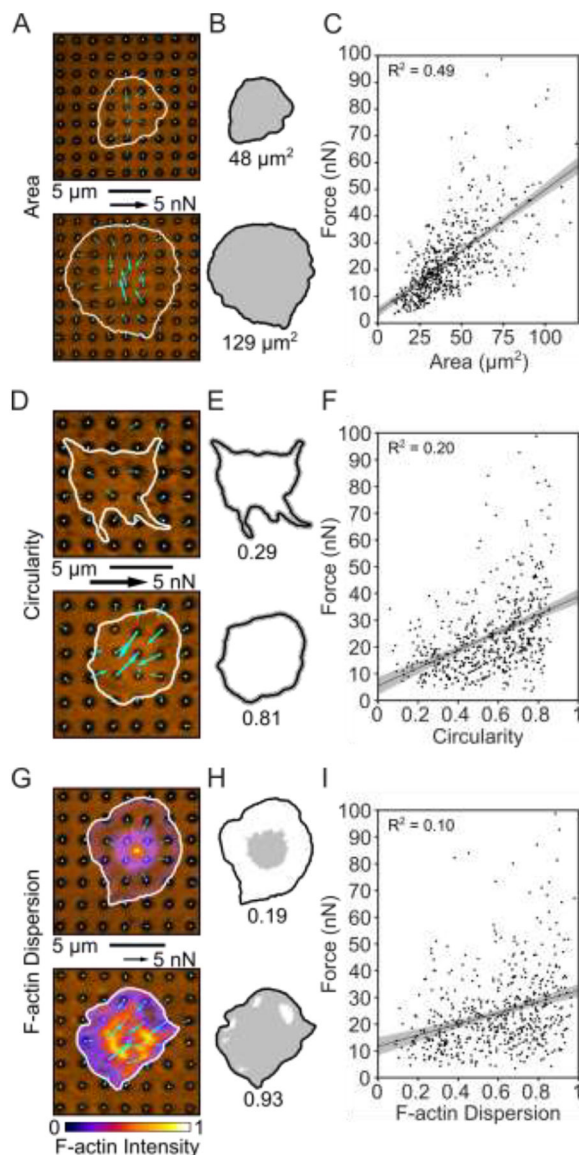 A
B
C
Area
5 µm
5 nN
48 µm²
129 µm²
R² = 0.49
Force (nN)
100
90
80
70
60
50
40
30
20
10
0
25 50 75 100
Area (µm²)
D
E
F
Circularity
5 µm
5 nN
0.29
0.81
R² = 0.20
Force (nN)
100
90
80
70
60
50
40
30
20
10
0
0 0.2 0.4 0.6 0.8 1
Circularity
G
H
I
F-actin Dispersion
5 µm
5 nN
0.19
0.93
0 1
F-actin Intensity
R² = 0.10
Force (nN)
100
90
80
70
60
50
40
30
20
10
0
0 0.2 0.4 0.6 0.8 1
F-actin Dispersion